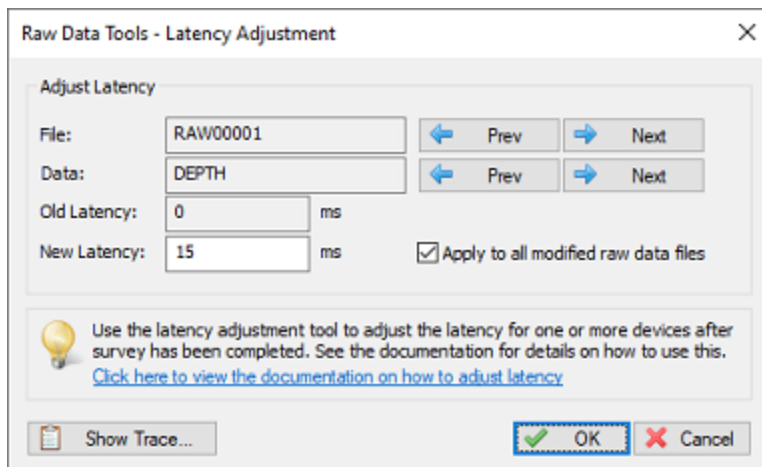 Raw Data Tools - Latency Adjustment
Adjust Latency
File: RAW00001 Prev Next
Data: DEPTH Prev Next
Old Latency: 0 ms
New Latency: 15 ms Apply to all modified raw data files
Use the latency adjustment tool to adjust the latency for one or more devices after
survey has been completed. See the documentation for details on how to use this.
Click here to view the documentation on how to adjust latency
Show Trace... OK Cancel